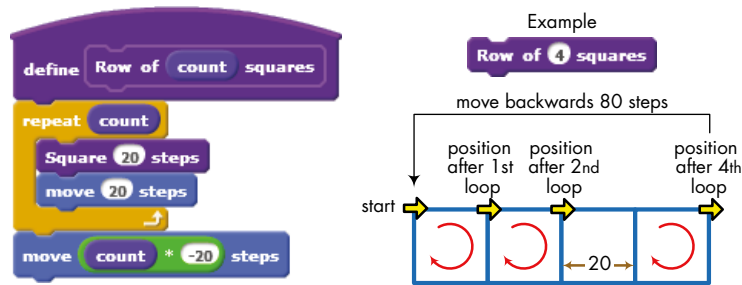 define Row of count squares
repeat count
Square 20 steps
move 20 steps
move count * -20 steps
Example
Row of 4 squares
move backwards 80 steps
position
after 1st
loop
position
after 2nd
loop
position
after 4th
loop
start
20